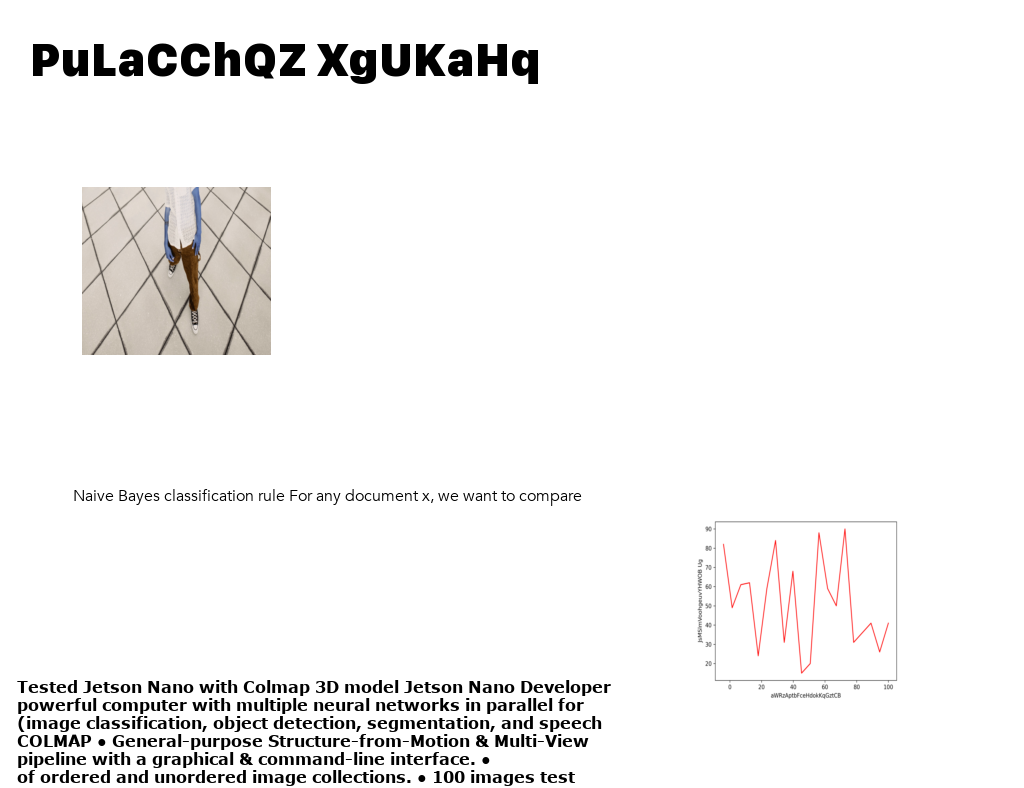 PuLaCChQZ XgUKaHq
Naive Bayes classification rule For any document x, we want to compare
90
80
70
60
50
40
30
20
0
20
40
60
80
100
aWRzAptbFceHdokKqGztCB
Tested Jetson Nano with Colmap 3D model Jetson Nano Developer
powerful computer with multiple neural networks in parallel for
(image classification, object detection, segmentation, and speech
COLMAP ● General-purpose Structure-from-Motion & Multi-View
pipeline with a graphical & command-line interface. ●
of ordered and unordered image collections. ● 100 images test